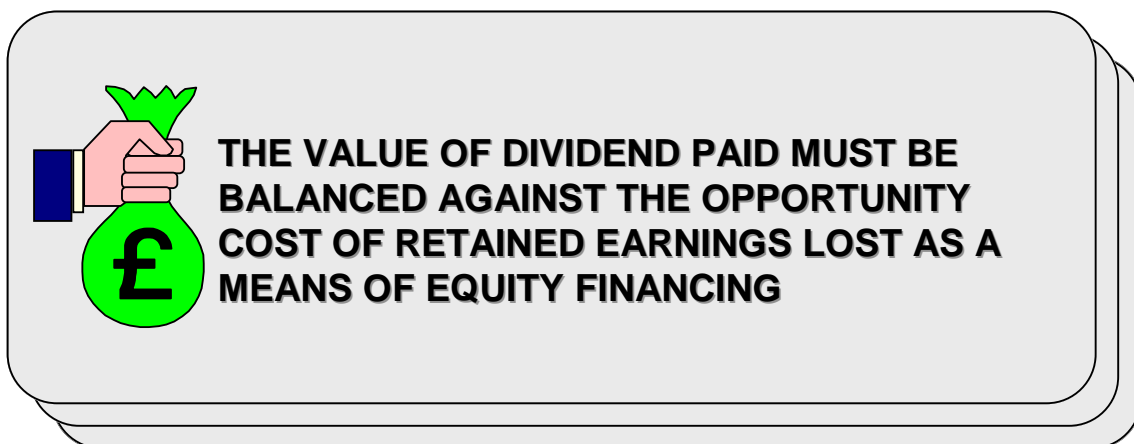 £
THE VALUE OF DIVIDEND PAID MUST BE
BALANCED AGAINST THE OPPORTUNITY
COST OF RETAINED EARNINGS LOST AS A
MEANS OF EQUITY FINANCING